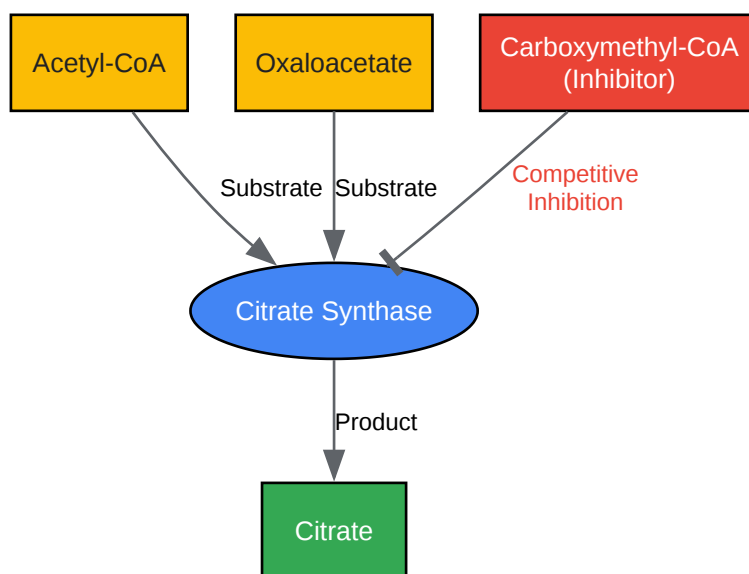 Acetyl-CoA
Oxaloacetate
Carboxymethyl-CoA
(Inhibitor)
Substrate
Substrate
Competitive
Inhibition
Citrate Synthase
Product
Citrate